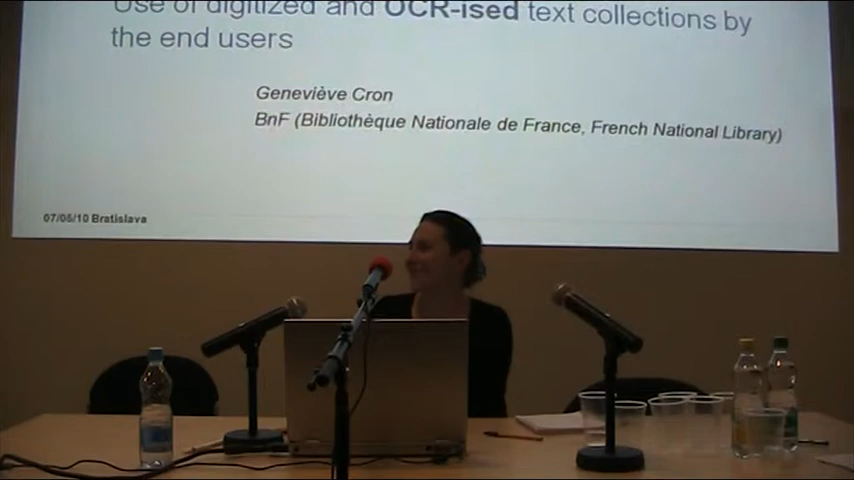 Use of digitized and OCR-ised text collections by
the end users
Geneviève Cron
BnF (Bibliothèque Nationale de France, French National Library)
07/05/10 Bratislava